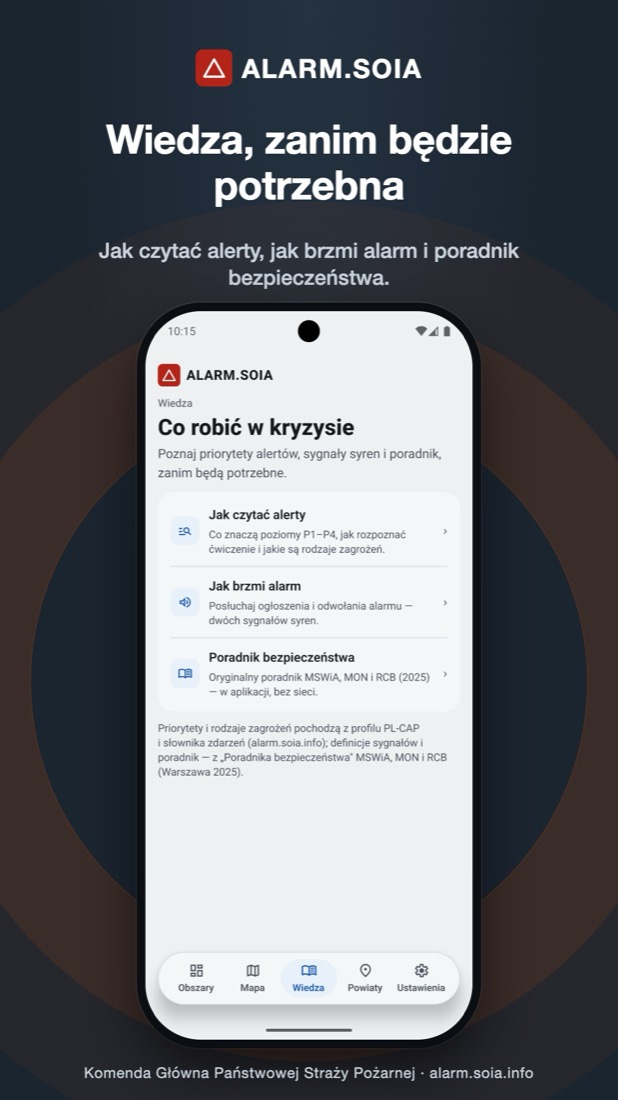 ALARM.SOIA
Wiedza, zanim będzie
potrzebna
Jak czytać alerty, jak brzmi alarm i poradnik
bezpieczeństwa.
10:15
ALARM.SOIA
Wiedza
Co robić w kryzysie
Poznaj priorytety alertów, sygnały syren i poradnik,
zanim będą potrzebne.
Jak czytać alerty
Co znaczą poziomy P1–P4, jak rozpoznać
ćwiczenie i jakie są rodzaje zagrożeń.
Jak brzmi alarm
Posłuchaj ogłoszenia i odwołania alarmu —
dwóch sygnałów syren.
Poradnik bezpieczeństwa
Oryginalny poradnik MSWiA, MON i RCB (2025)
— w aplikacji, bez sieci.
Priorytety i rodzaje zagrożeń pochodzą z profilu PL-CAP
i słownika zdarzeń (alarm.soia.info); definicje sygnałów i
poradnik — z „Poradnika bezpieczeństwa" MSWiA, MON i RCB
(Warszawa 2025).
Obszary Mapa Wiedza Powiaty Ustawienia
Komenda Główna Państwowej Straży Pożarnej · alarm.soia.info